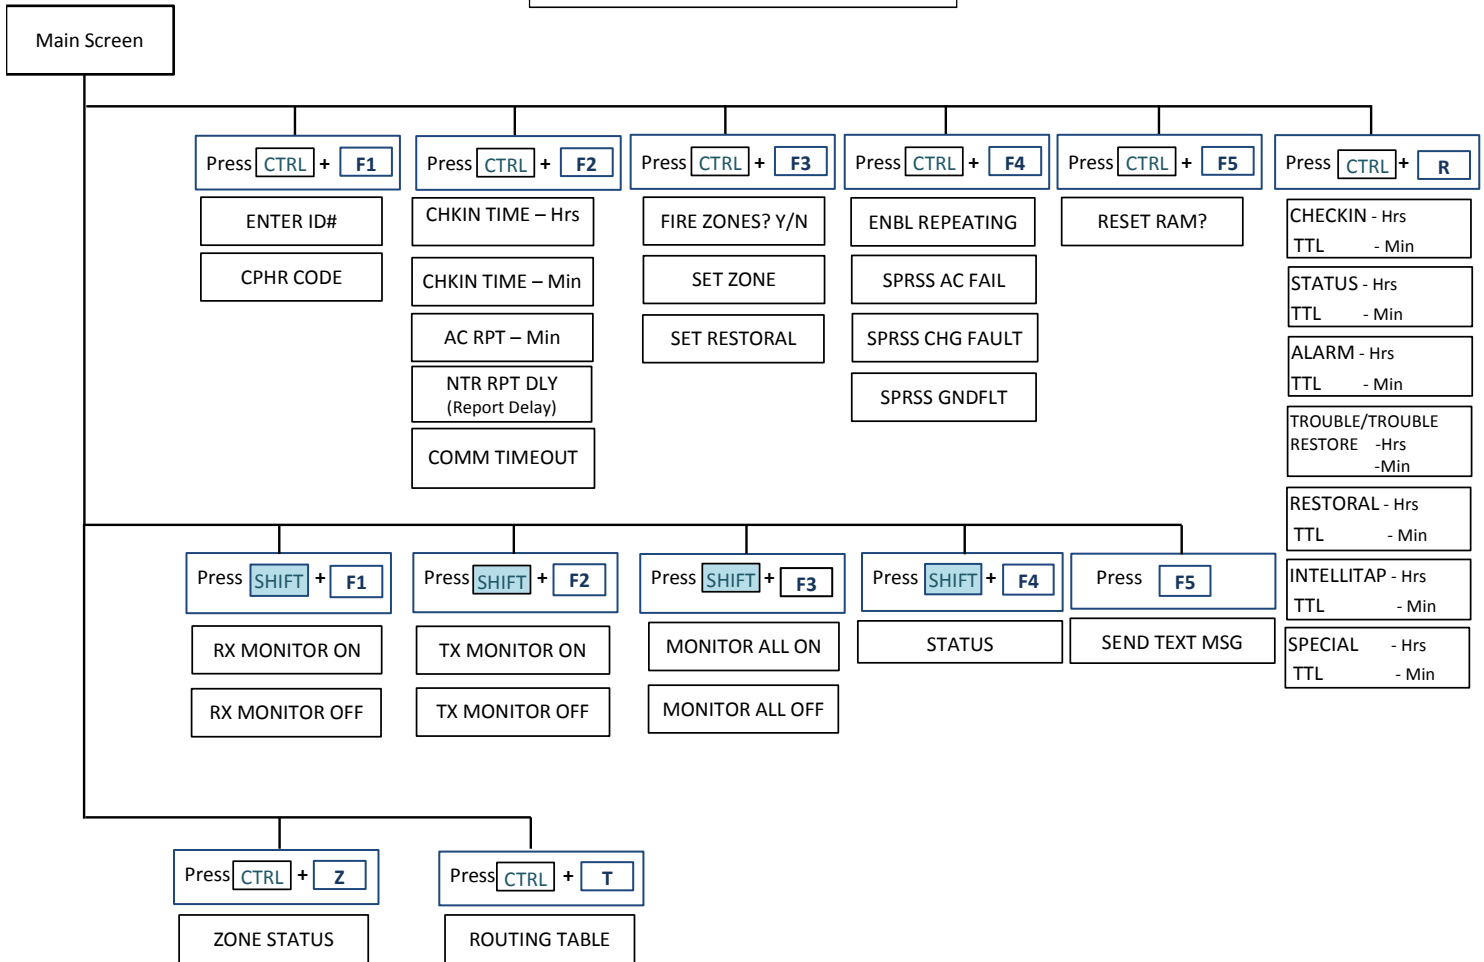 Main Screen
Press CTRL + F1
ENTER ID#
CPHR CODE
Press CTRL + F2
CHKIN TIME – Hrs
CHKIN TIME – Min
AC RPT – Min
NTR RPT DLY
(Report Delay)
COMM TIMEOUT
Press CTRL + F3
FIRE ZONES? Y/N
SET ZONE
SET RESTORAL
Press CTRL + F4
ENBL REPEATING
SPRSS AC FAIL
SPRSS CHG FAULT
SPRSS GNDFLT
Press CTRL + F5
RESET RAM?
Press CTRL + R
CHECKIN - Hrs
TTL - Min
STATUS - Hrs
TTL - Min
ALARM - Hrs
TTL - Min
TROUBLE/TROUBLE
RESTORE -Hrs
-Min
RESTORAL - Hrs
TTL - Min
INTELLITAP - Hrs
TTL - Min
SPECIAL - Hrs
TTL - Min
Press SHIFT + F1
RX MONITOR ON
RX MONITOR OFF
Press SHIFT + F2
TX MONITOR ON
TX MONITOR OFF
Press SHIFT + F3
MONITOR ALL ON
MONITOR ALL OFF
Press SHIFT + F4
STATUS
Press F5
SEND TEXT MSG
Press CTRL + Z
ZONE STATUS
Press CTRL + T
ROUTING TABLE